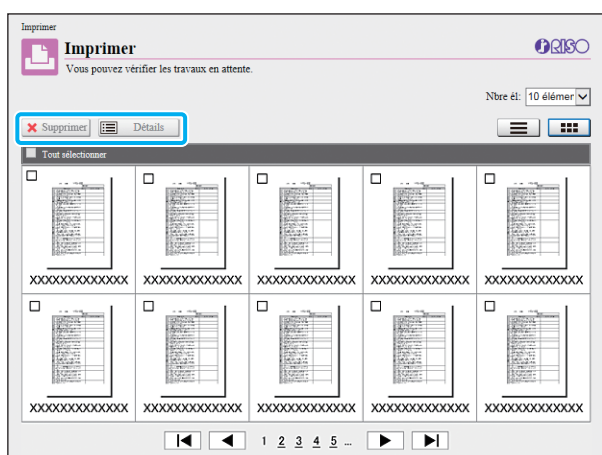 Imprimer
Imprimer
RISO
Vous pouvez vérifier les travaux en attente.
Nbre él: 10 élémer
Supprimer Détails
Tout sélectionner
XXXXXXXXXXXXX XXXXXXXXXXXXX XXXXXXXXXXXXX XXXXXXXXXXXXX XXXXXXXXXXXXX
XXXXXXXXXXXXX XXXXXXXXXXXXX XXXXXXXXXXXXX XXXXXXXXXXXXX XXXXXXXXXXXXX
1 2 3 4 5 ...